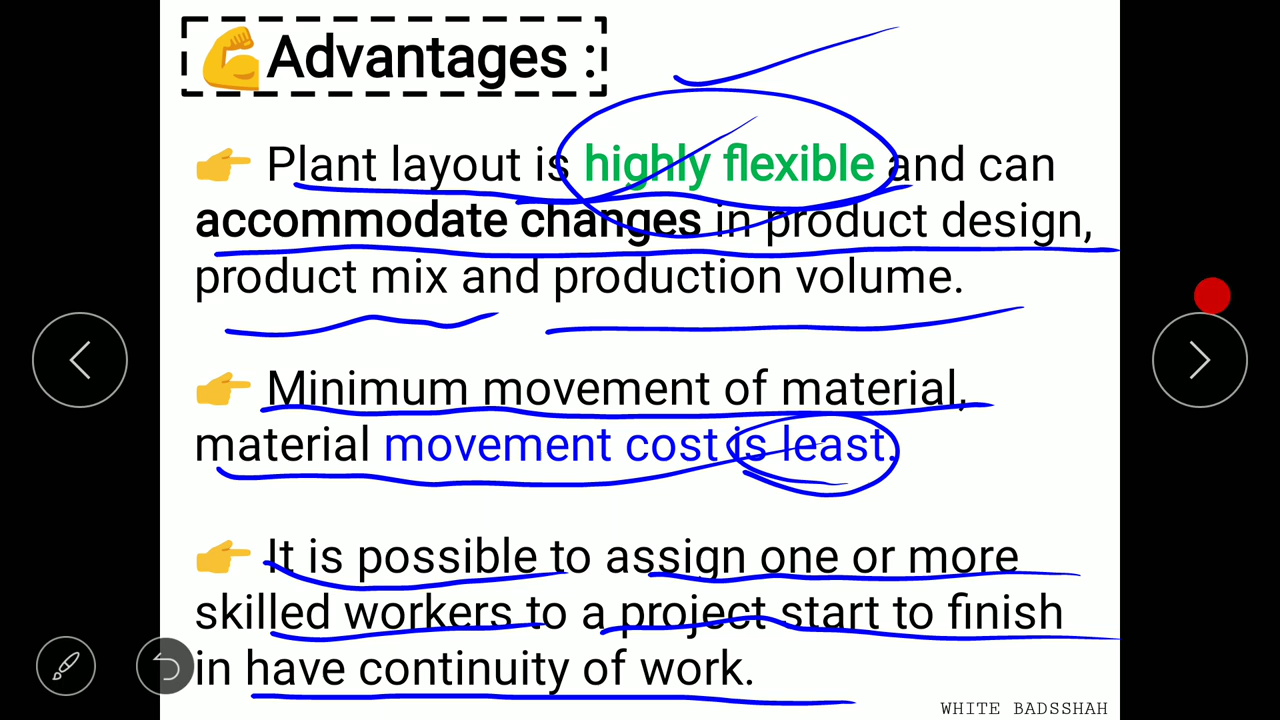 💪Advantages :
👉 Plant layout is highly flexible and can
accommodate changes in product design,
product mix and production volume.
👉 Minimum movement of material,
material movement cost is least.
👉 It is possible to assign one or more
skilled workers to a project start to finish
in have continuity of work.
WHITE BADSSHAH